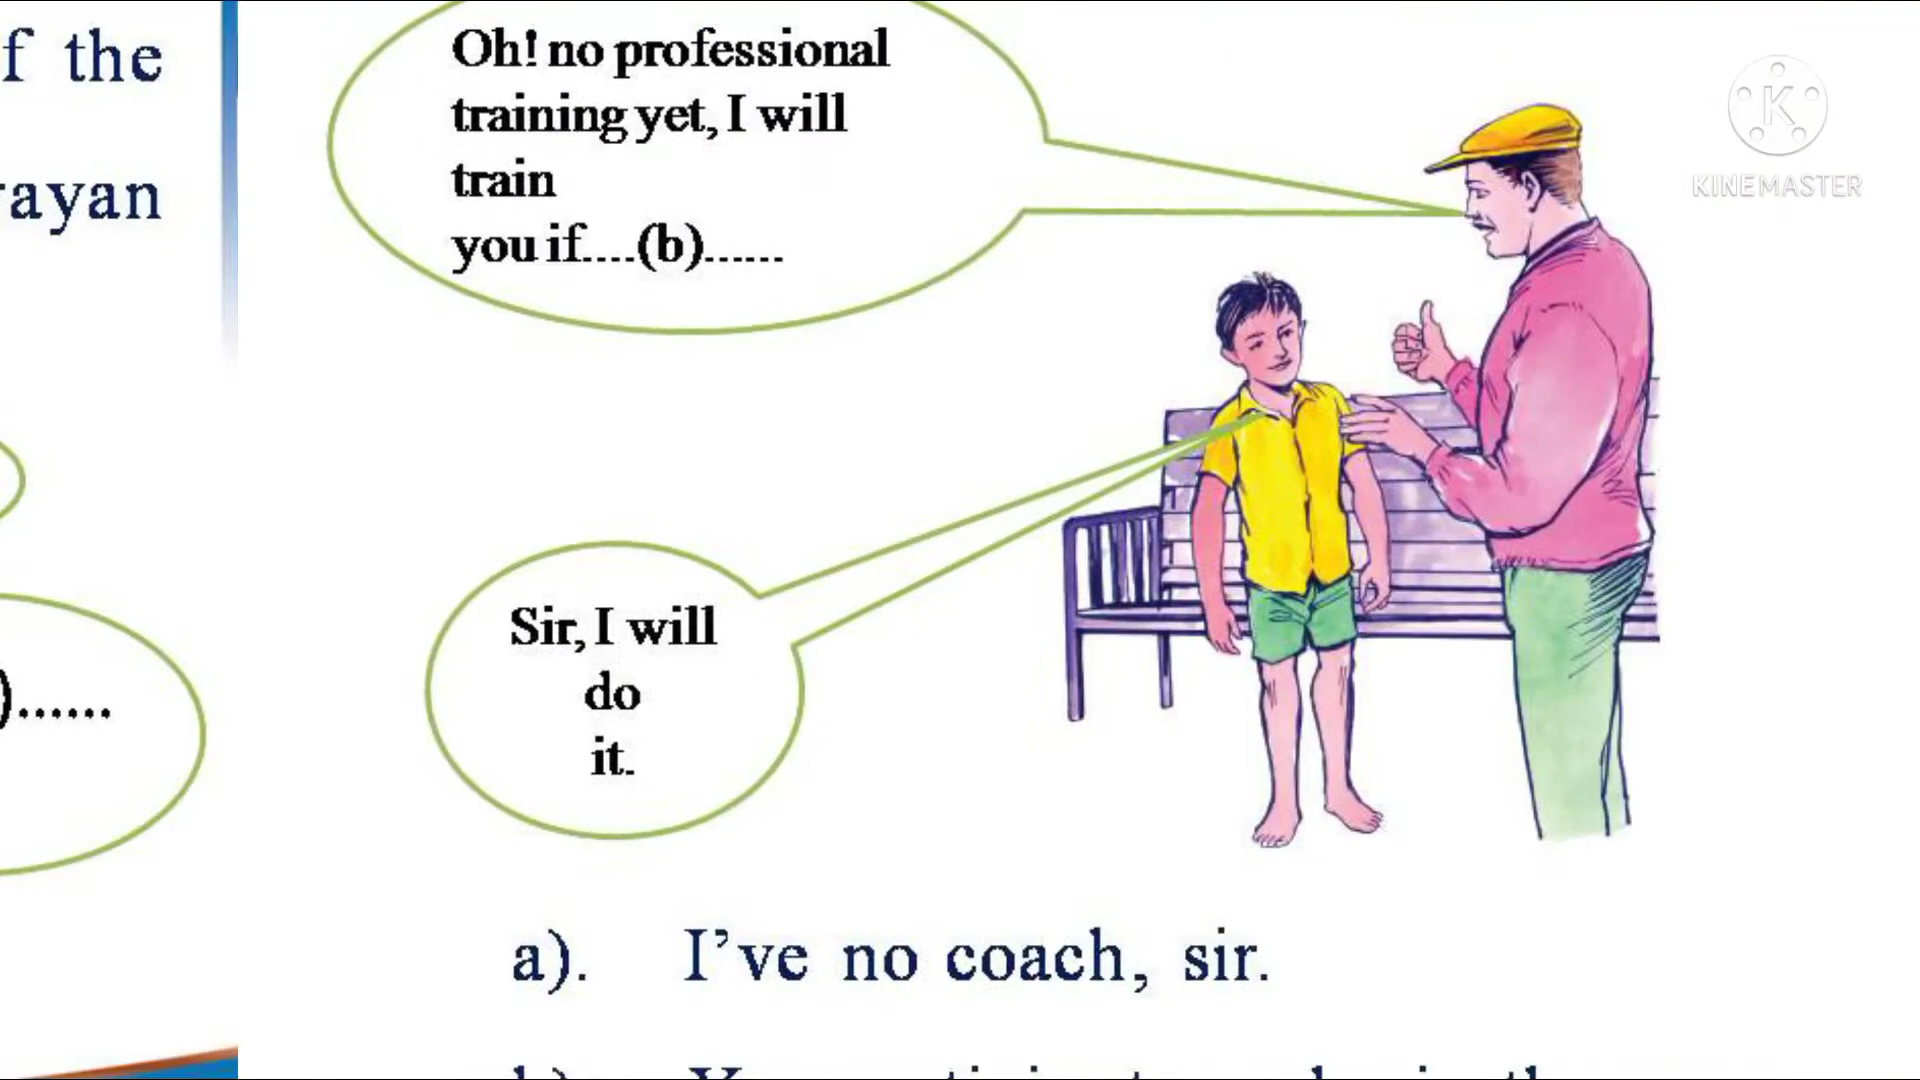 f the
rayan
)......
Oh! no professional
training yet, I will
train
you if....(b)......
Sir, I will
do
it.
a). I've no coach, sir.
K
KINEMASTER